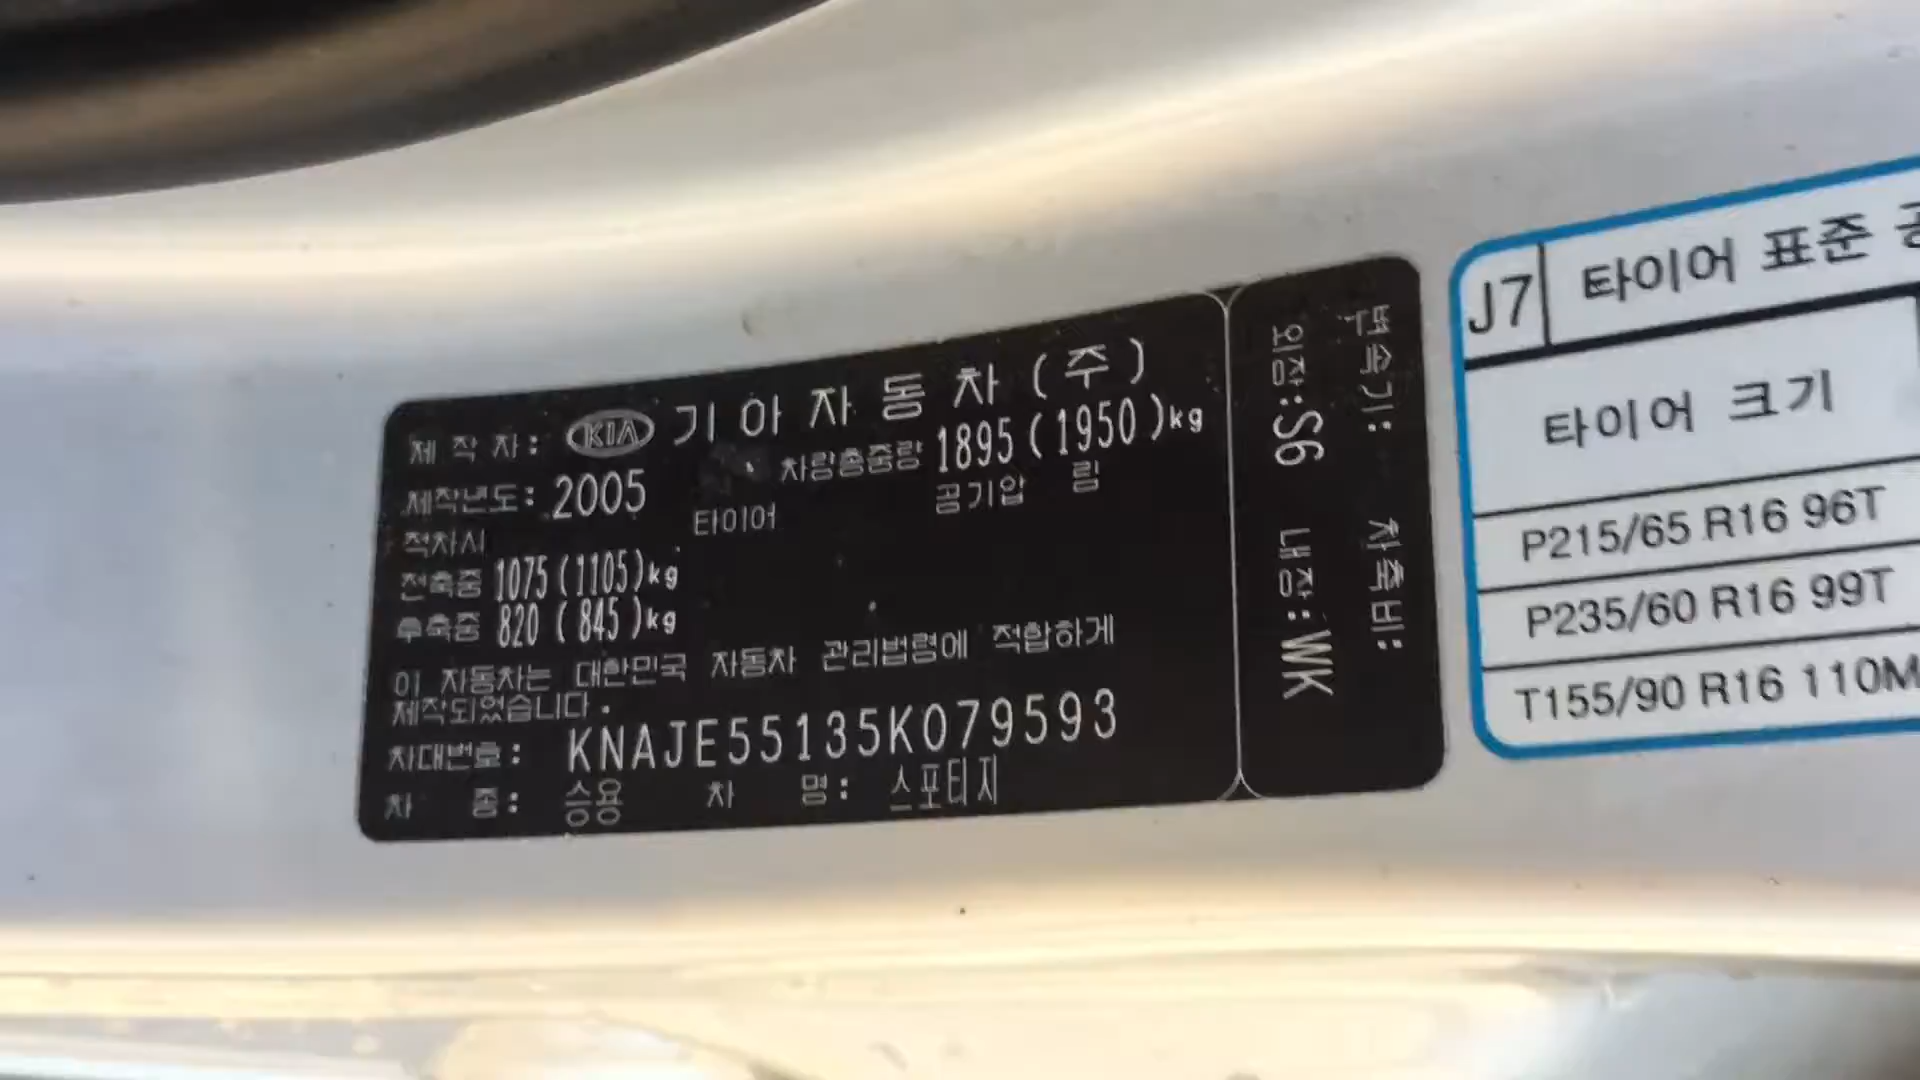 제 작 자: KIA 기 아 자 동 차 (주)
제작년도: 2005 차량총중량 1895(1950)kg
적차시 타이어 공기압 림
전축중 1075(1105)kg
후축중 820 (845)kg
이 자동차는 대한민국 자동차 관리법령에 적합하게
제작되었습니다.
차대번호: KNAJE55135K079593
차 종: 승용 차 명: 스포티지
변속기: 차축비:
외장:S6 내장:WK
J7 타이어 표준
타이어 크기
P215/65 R16 96T
P235/60 R16 99T
T155/90 R16 110M